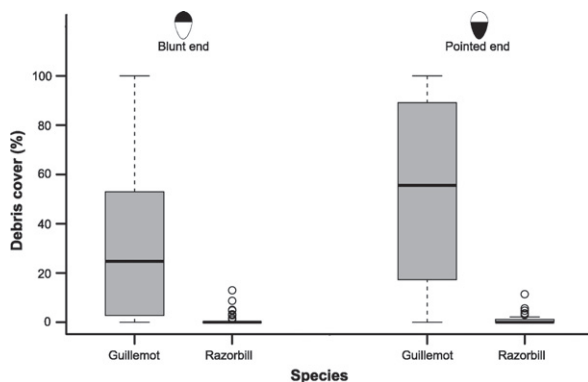 Blunt end
Pointed end
Debris cover (%)
100
80
60
40
20
0
Guillemot
Razorbill
Guillemot
Razorbill
Species